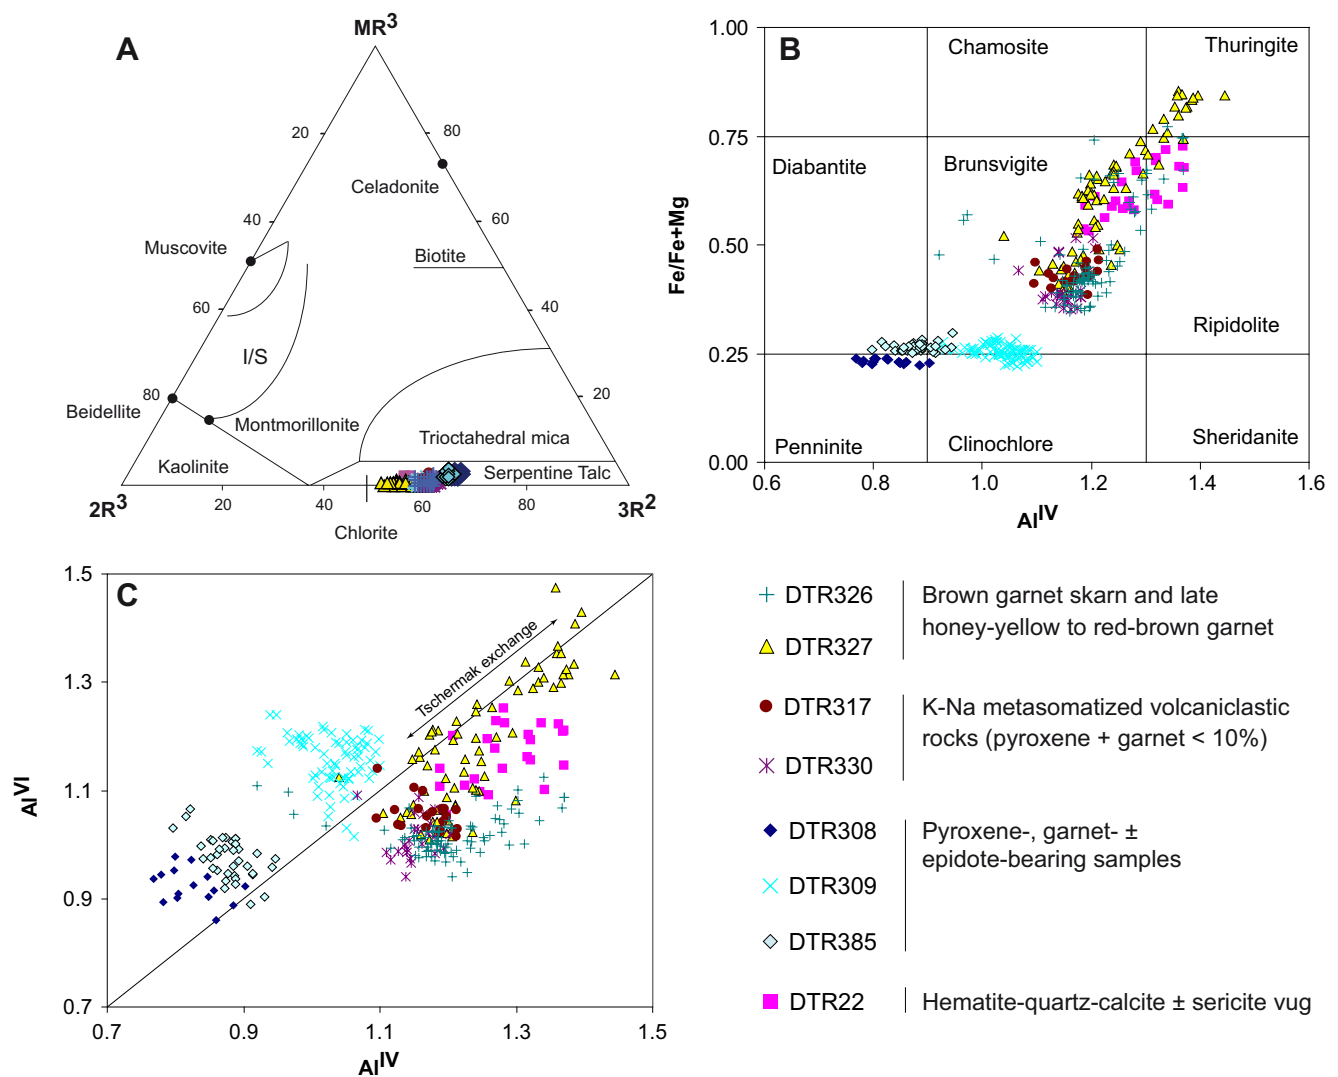 A
MR3
20
80
Celadonite
40
60
Muscovite
Biotite
60
40
I/S
80
20
Beidellite
Montmorillonite
Trioctahedral mica
Kaolinite
Serpentine Talc
2R3
20
40
60
80
3R2
Chlorite
B
1.00
0.75
0.50
0.25
0.00
Fe/Fe+Mg
Chamosite
Thuringite
Diabantite
Brunsvigite
Ripidolite
Penninite
Clinochlore
Sheridanite
0.6
0.8
1.0
1.2
1.4
1.6
AlIV
C
1.5
1.3
1.1
0.9
0.7
AlVI
Tschermak exchange
0.7
0.9
1.1
1.3
1.5
AlIV
DTR326
Brown garnet skarn and late
honey-yellow to red-brown garnet
DTR327
DTR317
K-Na metasomatized volcaniclastic
rocks (pyroxene + garnet < 10%)
DTR330
DTR308
Pyroxene-, garnet- ±
epidote-bearing samples
DTR309
DTR385
DTR22
Hematite-quartz-calcite ± sericite vug